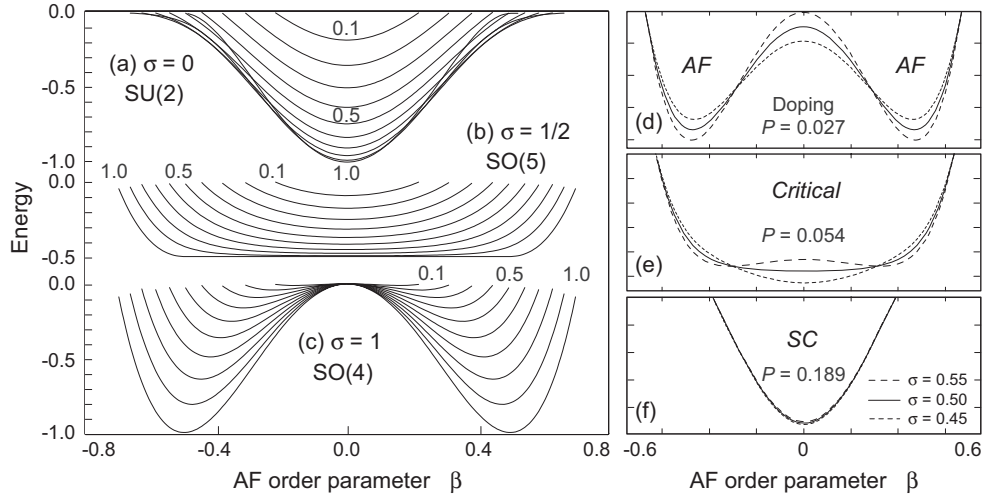 0.0
-0.5
-1.0
0.0
-0.5
0.0
-0.5
-1.0
Energy
(a) σ = 0
SU(2)
0.1
0.5
1.0
(b) σ = 1/2
SO(5)
1.0 0.5 0.1
0.1 0.5 1.0
(c) σ = 1
SO(4)
-0.8 -0.4 0.0 0.4 0.8
AF order parameter β
AF AF
Doping
P = 0.027
(d)
Critical
P = 0.054
(e)
SC
P = 0.189
(f)
σ = 0.55
σ = 0.50
σ = 0.45
-0.6 0 0.6
AF order parameter β